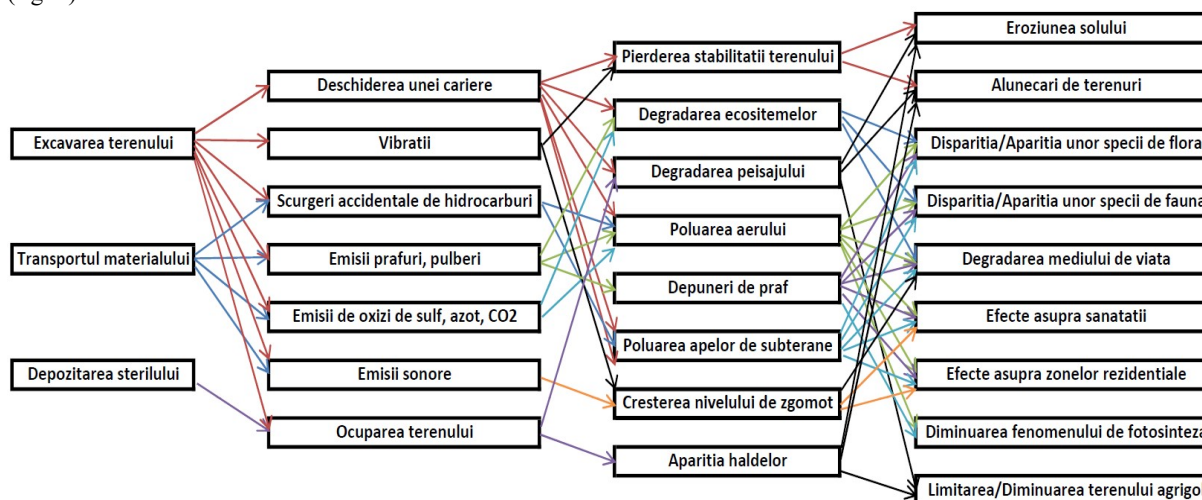 Excavarea terenului
Transportul materialului
Depozitarea sterilului
Deschiderea unei cariere
Vibratii
Scurgeri accidentale de hidrocarburi
Emisii prafuri, pulberi
Emisii de oxizi de sulf, azot, CO2
Emisii sonore
Ocuparea terenului
Pierderea stabilitatii terenului
Degradarea ecositemelor
Degradarea peisajului
Poluarea aerului
Depuneri de praf
Poluarea apelor de subterane
Cresterea nivelului de zgomot
Aparitia haldelor
Eroziunea solului
Alunecari de terenuri
Disparitia/Aparitia unor specii de flora
Disparitia/Aparitia unor specii de fauna
Degradarea mediului de viata
Efecte asupra sanatatii
Efecte asupra zonelor rezidentiale
Diminuarea fenomenului de fotosinteza
Limitarea/Diminuarea terenului agrigo